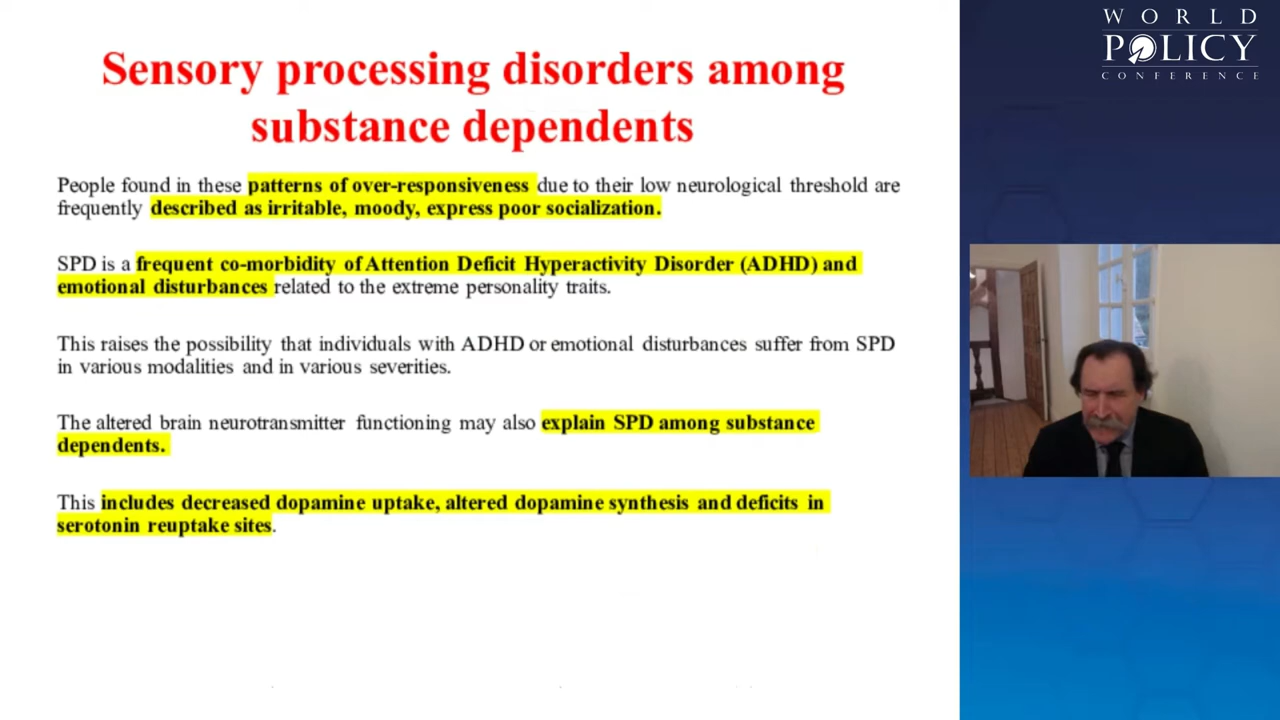 Sensory processing disorders among
substance dependents
People found in these patterns of over-responsiveness due to their low neurological threshold are
frequently described as irritable, moody, express poor socialization.
SPD is a frequent co-morbidity of Attention Deficit Hyperactivity Disorder (ADHD) and
emotional disturbances related to the extreme personality traits.
This raises the possibility that individuals with ADHD or emotional disturbances suffer from SPD
in various modalities and in various severities.
The altered brain neurotransmitter functioning may also explain SPD among substance
dependents.
This includes decreased dopamine uptake, altered dopamine synthesis and deficits in
serotonin reuptake sites.
WORLD
POLICY
CONFERENCE